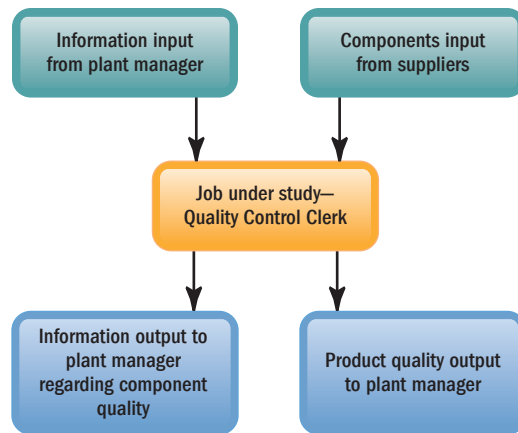 Information input
from plant manager
Components input
from suppliers
Job under study—
Quality Control Clerk
Information output to
plant manager
regarding component
quality
Product quality output
to plant manager